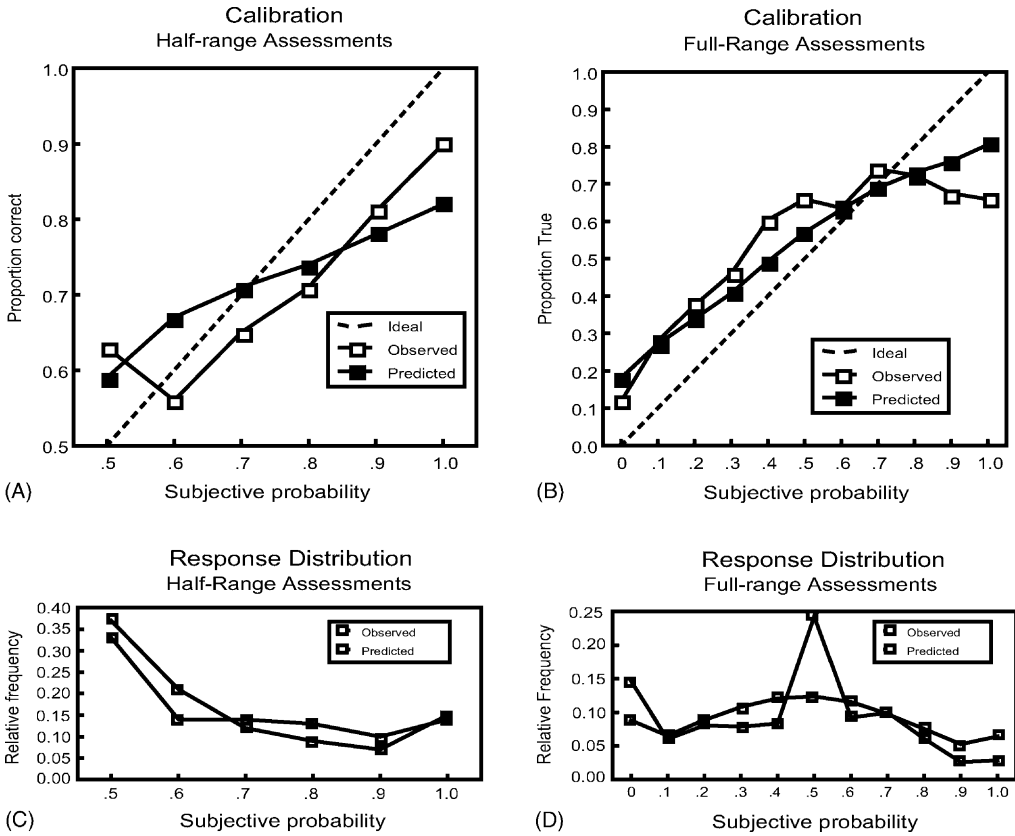 Calibration
Half-range Assessments
1.0
0.9
0.8
0.7
0.6
0.5
Proportion correct
Ideal
Observed
Predicted
.5 .6 .7 .8 .9 1.0
Subjective probability
(A)
Calibration
Full-Range Assessments
1.0
0.9
0.8
0.7
0.6
0.5
0.4
0.3
0.2
0.1
0.0
Proportion True
Ideal
Observed
Predicted
0 .1 .2 .3 .4 .5 .6 .7 .8 .9 1.0
Subjective probability
(B)
Response Distribution
Half-Range Assessments
0.40
0.35
0.30
0.25
0.20
0.15
0.10
0.05
0.00
Relative frequency
Observed
Predicted
.5 .6 .7 .8 .9 1.0
Subjective probability
(C)
Response Distribution
Full-range Assessments
0.25
0.20
0.15
0.10
0.05
0.00
Relative Frequency
Observed
Predicted
0 .1 .2 .3 .4 .5 .6 .7 .8 .9 1.0
Subjective probability
(D)